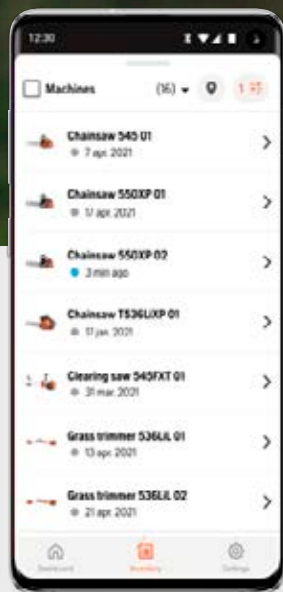 12:30
Machines (16) 1
Chainsaw 545 01
7 apr. 2021
Chainsaw 550XP 01
17 apr. 2021
Chainsaw 550XP 02
3 min ago
Chainsaw T536LiXP 01
17 jan. 2021
Clearing saw 545FXT 01
31 mar. 2021
Grass trimmer 536LiL 01
13 apr. 2021
Grass trimmer 536LiL 02
21 apr. 2021
Dashboard Inventory Settings